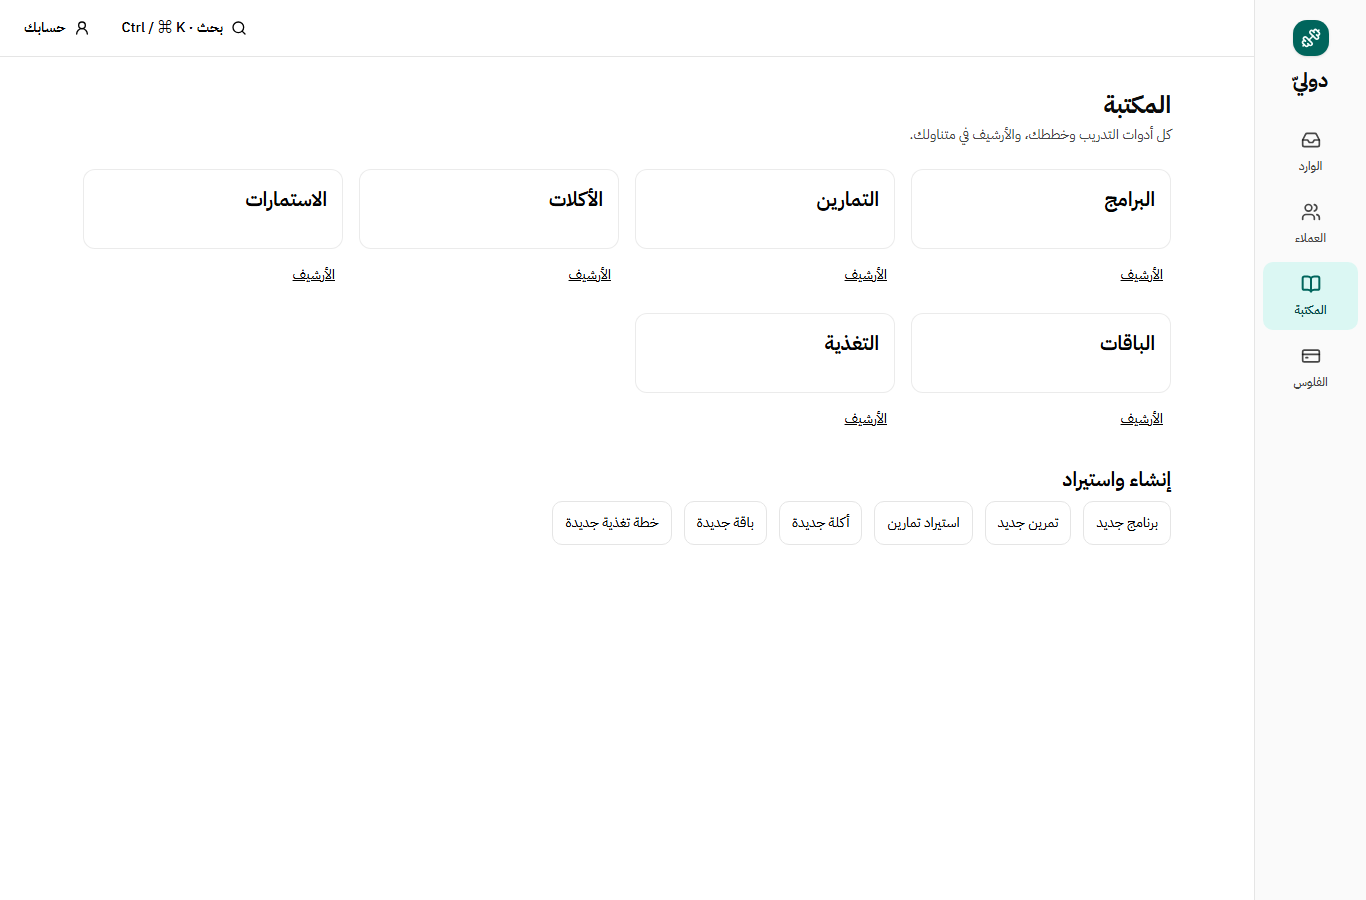 دوليّ
الوارد
العملاء
المكتبة
الفلوس
بحث · Ctrl / ⌘ K
حسابك
المكتبة
كل أدوات التدريب وخططك، والأرشيف في متناولك.
البرامج
الأرشيف
التمارين
الأرشيف
الأكلات
الأرشيف
الاستمارات
الأرشيف
الباقات
الأرشيف
التغذية
الأرشيف
إنشاء واستيراد
برنامج جديد
تمرين جديد
استيراد تمارين
أكلة جديدة
باقة جديدة
خطة تغذية جديدة